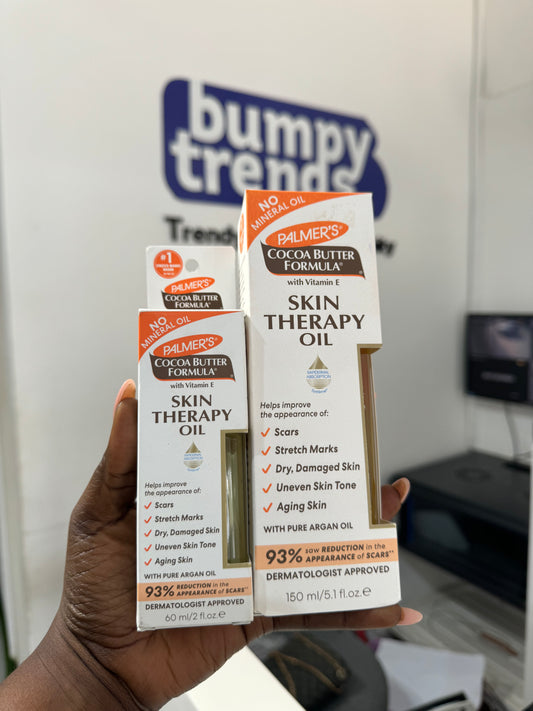 bumpy
trends
Trendy
NO
MINERAL OIL
PALMER'S®
COCOA BUTTER
FORMULA®
with Vitamin E
SKIN
THERAPY
OIL
Helps improve
the appearance of:
✓ Scars
✓ Stretch Marks
✓ Dry, Damaged Skin
✓ Uneven Skin Tone
✓ Aging Skin
WITH PURE ARGAN OIL
93% saw REDUCTION in the
APPEARANCE of SCARS**
DERMATOLOGIST APPROVED
150 ml/5.1 fl.oz.e
#1
PALMER'S®
COCOA BUTTER
FORMULA®
NO
MINERAL OIL
PALMER'S®
COCOA BUTTER
FORMULA®
with Vitamin E
SKIN
THERAPY
OIL
Helps improve
the appearance of:
✓ Scars
✓ Stretch Marks
✓ Dry, Damaged Skin
✓ Uneven Skin Tone
✓ Aging Skin
WITH PURE ARGAN OIL
93% saw REDUCTION in the
APPEARANCE of SCARS**
DERMATOLOGIST APPROVED
60 ml/2 fl.oz.e